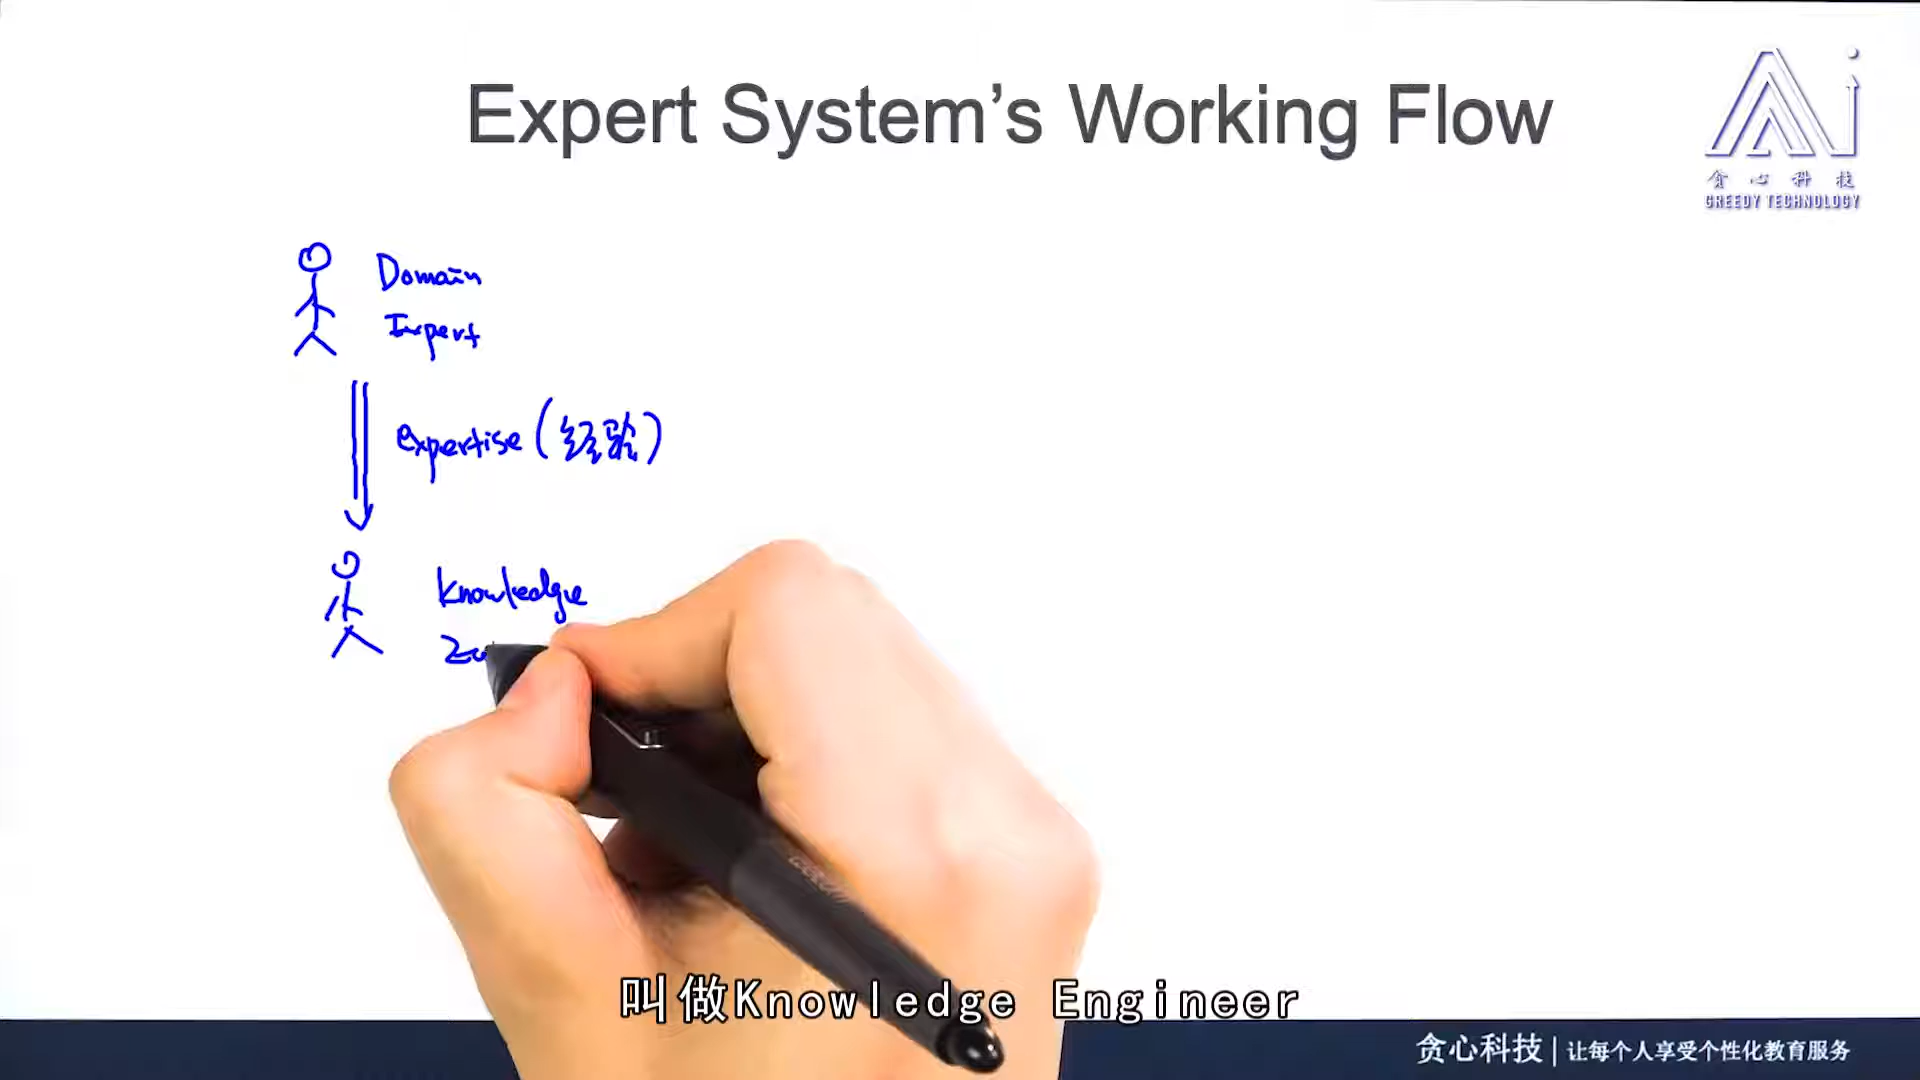 Expert System’s Working Flow
贪心科技
GREEDY TECHNOLOGY
Domain
Expert
expertise (经验)
Knowledge
叫做Knowledge Engineer
贪心科技 | 让每个人享受个性化教育服务